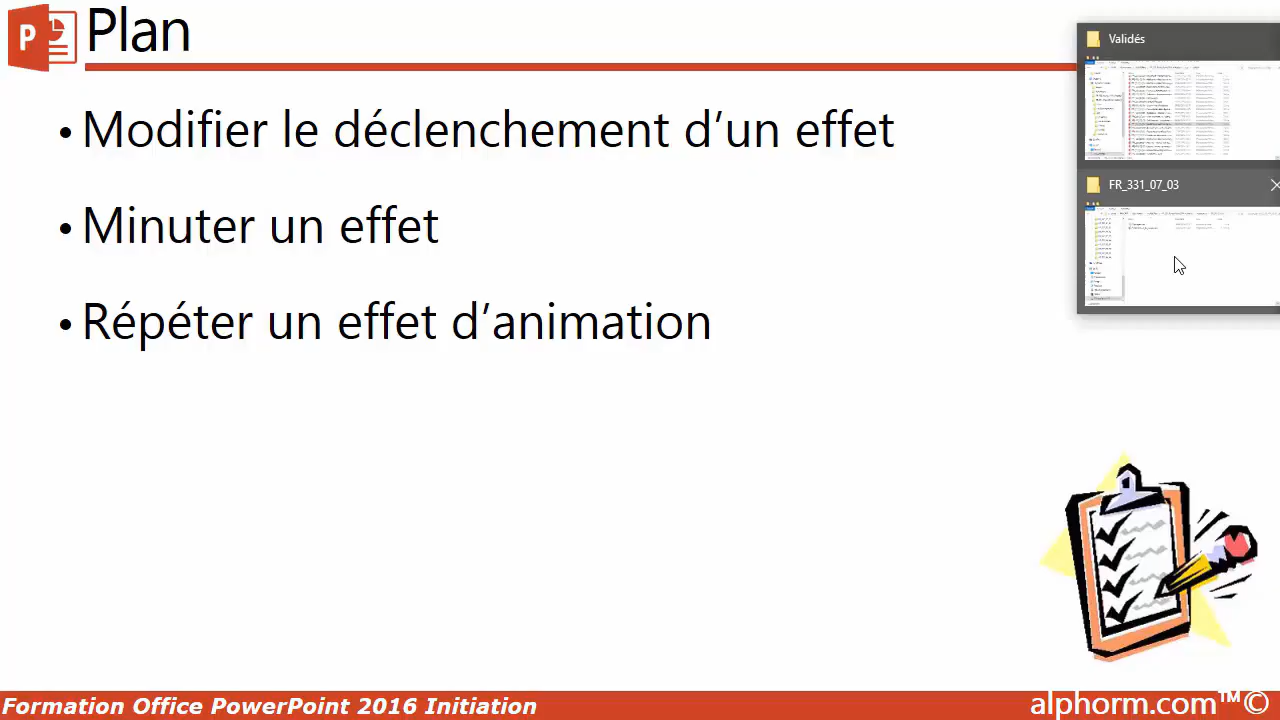 P
Plan
Validés
• Modifier le déclenchement d’un effet
FR_331_07_03
• Minuter un effet
• Répéter un effet d’animation
Formation Office PowerPoint 2016 Initiation
alphorm.com™©